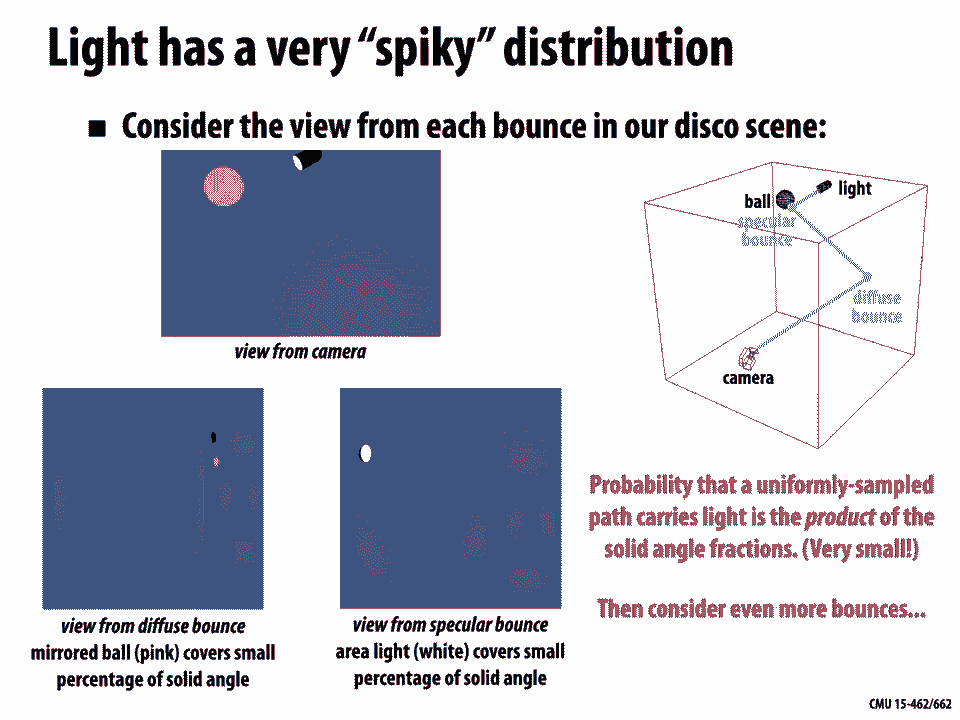 Light has a very “spiky” distribution
■ Consider the view from each bounce in our disco scene:
view from camera
ball
light
specular
bounce
diffuse
bounce
camera
view from diffuse bounce
mirrored ball (pink) covers small
percentage of solid angle
view from specular bounce
area light (white) covers small
percentage of solid angle
Probability that a uniformly-sampled
path carries light is the product of the
solid angle fractions. (Very small!)
Then consider even more bounces...
CMU 15-462/662